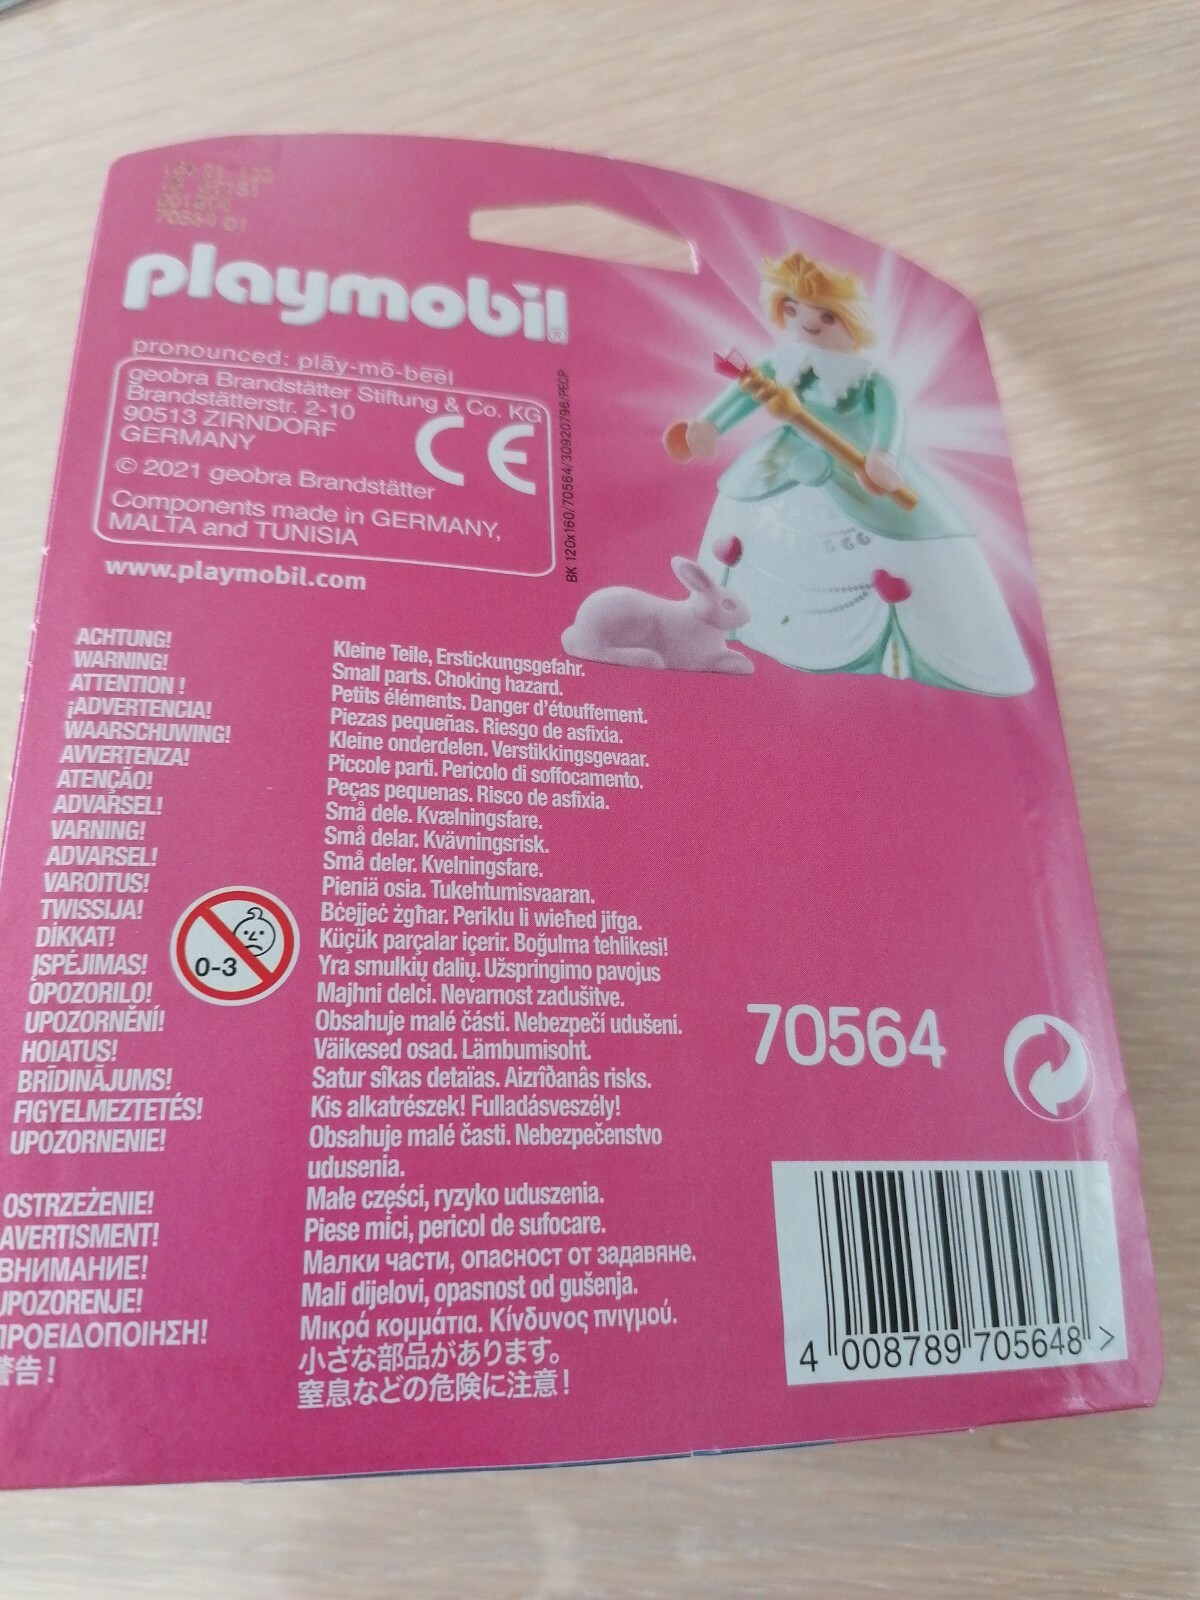 70564 01
playmobil®
pronounced: plāy-mō-bēēl
geobra Brandstätter Stiftung & Co. KG
Brandstätterstr. 2-10
90513 ZIRNDORF
GERMANY
CE
© 2021 geobra Brandstätter
Components made in GERMANY,
MALTA and TUNISIA
BK 120x160/70564/30920796/PECP
www.playmobil.com
ACHTUNG! Kleine Teile, Erstickungsgefahr.
WARNING! Small parts. Choking hazard.
ATTENTION ! Petits éléments. Danger d'étouffement.
¡ADVERTENCIA! Piezas pequeñas. Riesgo de asfixia.
WAARSCHUWING! Kleine onderdelen. Verstikkingsgevaar.
AVVERTENZA! Piccole parti. Pericolo di soffocamento.
ATENÇÃO! Peças pequenas. Risco de asfixia.
ADVARSEL! Små dele. Kvælningsfare.
VARNING! Små delar. Kvävningsrisk.
ADVARSEL! Små deler. Kvelningsfare.
VAROITUS! Pieniä osia. Tukehtumisvaaran.
TWISSIJA! Bċejjeċ żgħar. Periklu li wieħed jifga.
DİKKAT! Küçük parçalar içerir. Boğulma tehlikesi!
ĮSPĖJIMAS! Yra smulkių dalių. Užspringimo pavojus
OPOZORILO! Majhni delci. Nevarnost zadušitve.
UPOZORNĚNÍ! Obsahuje malé části. Nebezpečí udušení.
HOIATUS! Väikesed osad. Lämbumisoht.
BRĪDINĀJUMS! Satur sîkas detaïas. Aizrîðanâs risks.
FIGYELMEZTETÉS! Kis alkatrészek! Fulladásveszély!
UPOZORNENIE! Obsahuje malé časti. Nebezpečenstvo
udusenia.
OSTRZEŻENIE! Małe części, ryzyko uduszenia.
AVERTISMENT! Piese mici, pericol de sufocare.
ВНИМАНИЕ! Малки части, опасност от задавяне.
UPOZORENJE! Mali dijelovi, opasnost od gušenja.
ΠΡΟΕΙΔΟΠΟΙΗΣΗ! Μικρά κομμάτια. Κίνδυνος πνιγμού.
警告! 小さな部品があります。
窒息などの危険に注意!
0-3
70564
4 008789 705648 >